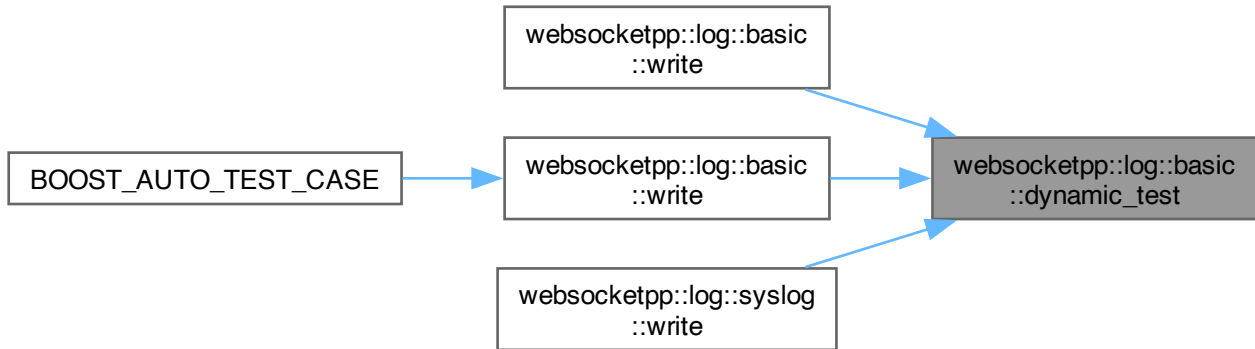 websocketpp::log::basic
::write
BOOST_AUTO_TEST_CASE
websocketpp::log::basic
::write
websocketpp::log::basic
::dynamic_test
websocketpp::log::syslog
::write